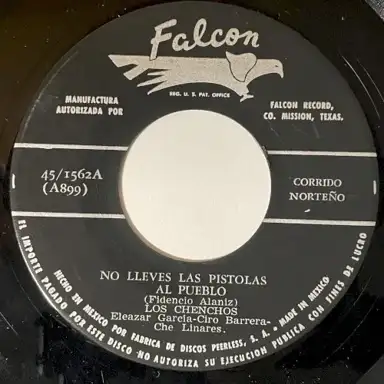 Falcon
REG. U. S. PAT. OFFICE
MANUFACTURA
AUTORIZADA POR
FALCON RECORD,
CO. MISSION, TEXAS.
45/1562A
(A899)
CORRIDO
NORTEÑO
NO LLEVES LAS PISTOLAS
AL PUEBLO
(Fidencio Alaniz)
LOS CHENCHOS
Eleazar Garcia-Ciro Barrera-
Che Linares.
HECHO EN MEXICO POR FABRICA DE DISCOS PEERLESS, S. A. - MADE IN MEXICO
EL IMPORTE PAGADO POR ESTE DISCO NO AUTORIZA SU EJECUCION PUBLICA CON FINES DE LUCRO